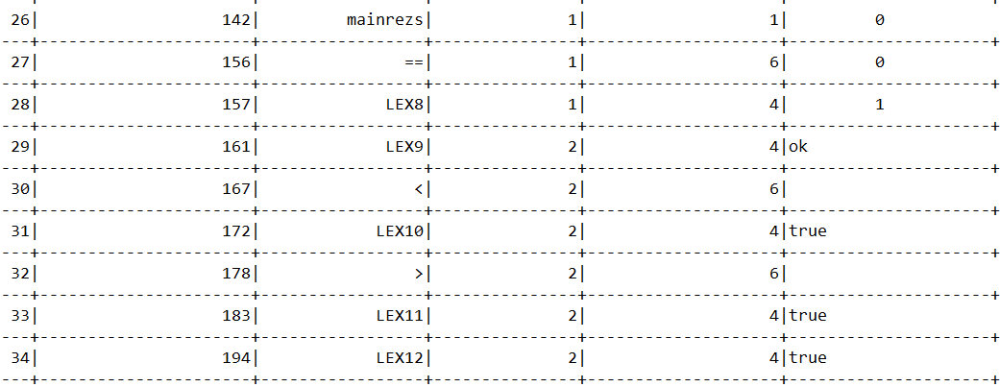 26| 142| mainrezs| 1| 1| 0
---+----------------------+-----------------+---------------+--------------------+---------------------+
27| 156| ==| 1| 6| 0
---+----------------------+-----------------+---------------+--------------------+---------------------+
28| 157| LEX8| 1| 4| 1
---+----------------------+-----------------+---------------+--------------------+---------------------+
29| 161| LEX9| 2| 4|ok
---+----------------------+-----------------+---------------+--------------------+---------------------+
30| 167| <| 2| 6|
---+----------------------+-----------------+---------------+--------------------+---------------------+
31| 172| LEX10| 2| 4|true
---+----------------------+-----------------+---------------+--------------------+---------------------+
32| 178| >| 2| 6|
---+----------------------+-----------------+---------------+--------------------+---------------------+
33| 183| LEX11| 2| 4|true
---+----------------------+-----------------+---------------+--------------------+---------------------+
34| 194| LEX12| 2| 4|true
---+----------------------+-----------------+---------------+--------------------+---------------------+